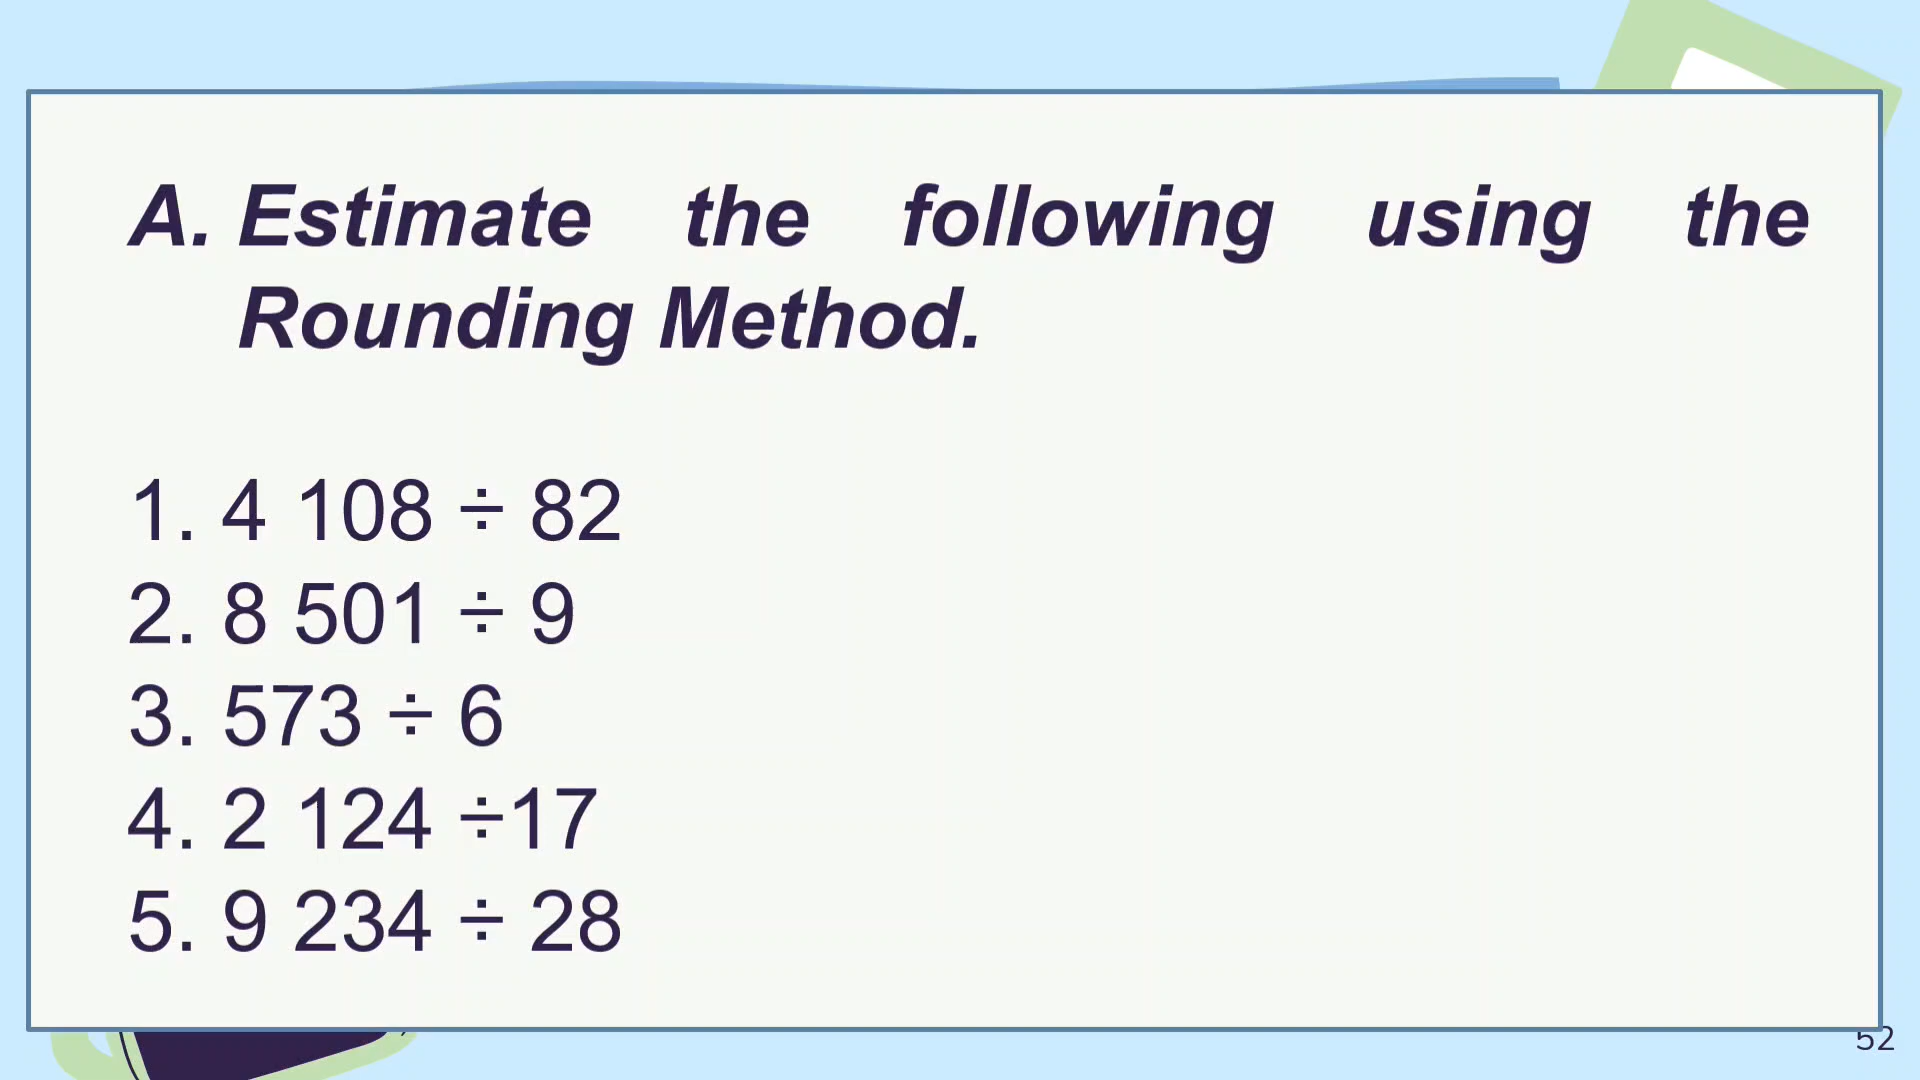 A. Estimate the following using the
Rounding Method.
1. 4 108 ÷ 82
2. 8 501 ÷ 9
3. 573 ÷ 6
4. 2 124 ÷17
5. 9 234 ÷ 28
52